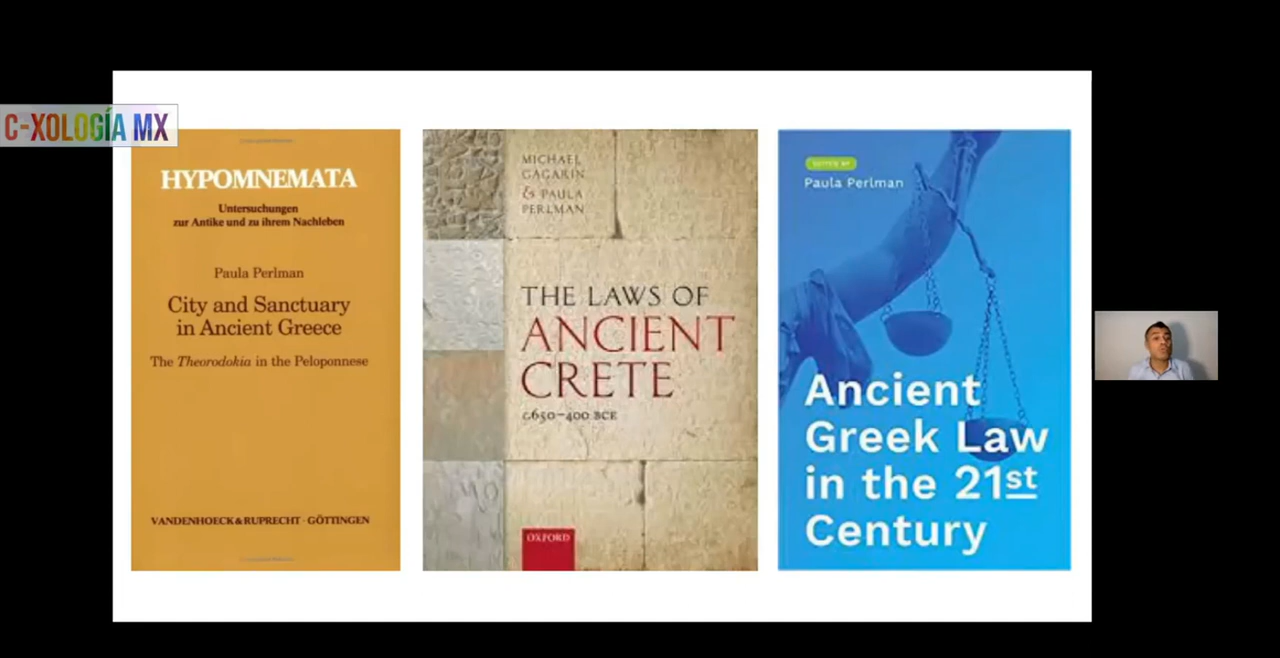 C-XOLOGÍA MX
HYPOMNEMATA
Untersuchungen
zur Antike und zu ihrem Nachleben
Paula Perlman
City and Sanctuary
in Ancient Greece
The Theorodokia in the Peloponnese
VANDENHOECK & RUPRECHT · GÖTTINGEN
MICHAEL
GAGARIN
& PAULA
PERLMAN
THE LAWS OF
ANCIENT
CRETE
c.650–400 BCE
OXFORD
EDITED BY
Paula Perlman
Ancient
Greek Law
in the 21st
Century